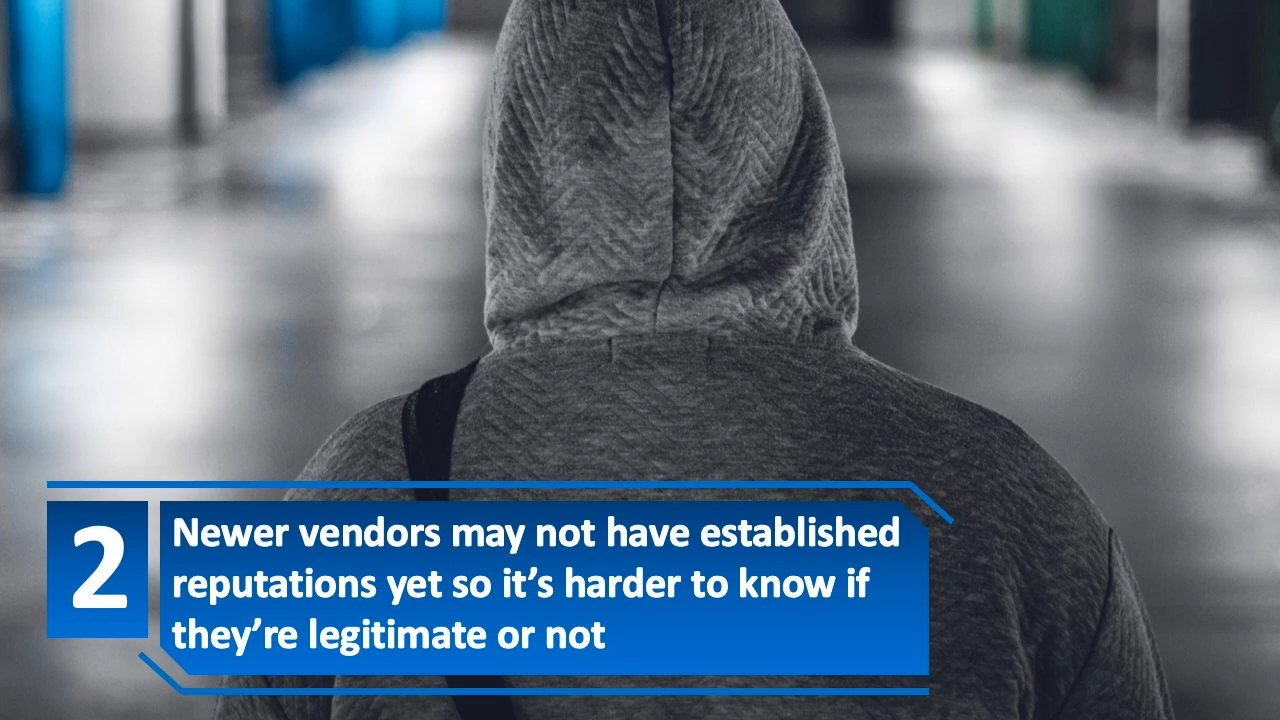 2
Newer vendors may not have established
reputations yet so it’s harder to know if
they’re legitimate or not